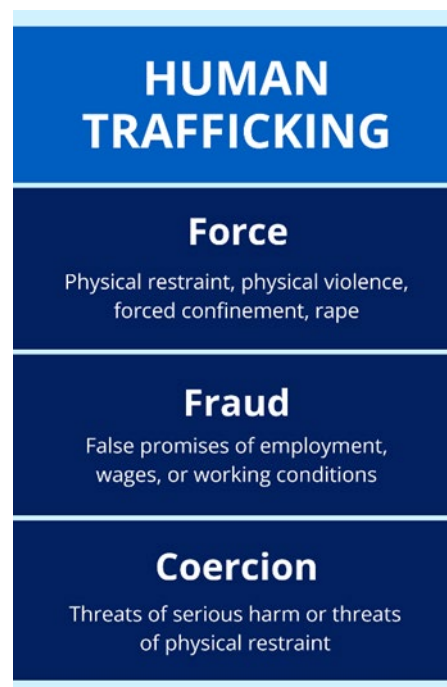 HUMAN
TRAFFICKING
Force
Physical restraint, physical violence,
forced confinement, rape
Fraud
False promises of employment,
wages, or working conditions
Coercion
Threats of serious harm or threats
of physical restraint